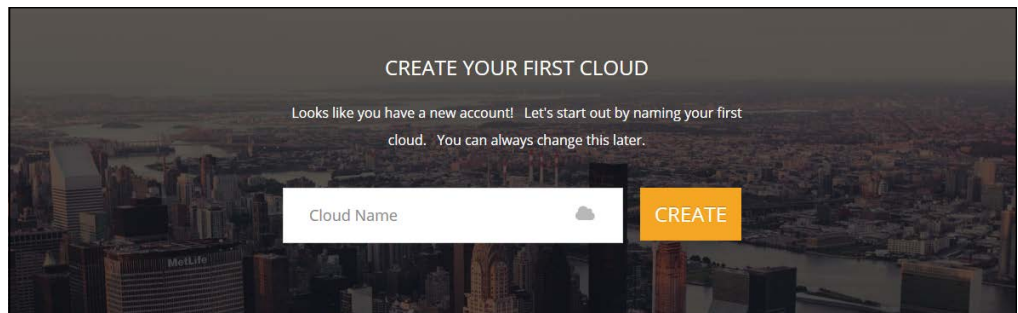 CREATE YOUR FIRST CLOUD
Looks like you have a new account! Let's start out by naming your first
cloud. You can always change this later.
Cloud Name
CREATE
MetLife